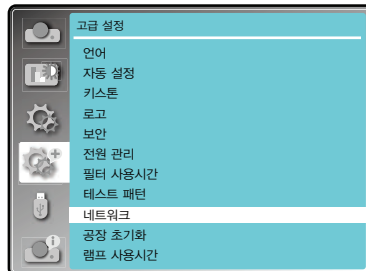 고급 설정
언어
자동 설정
키스톤
로고
보안
전원 관리
필터 사용시간
테스트 패턴
네트워크
공장 초기화
램프 사용시간